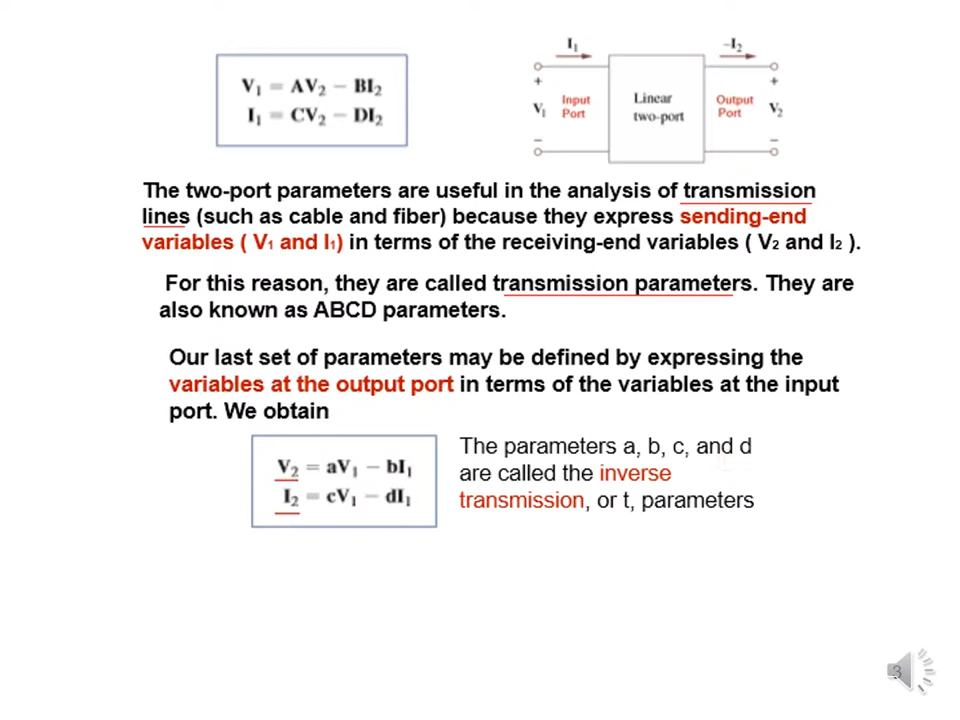 V₁ = AV₂ − BI₂
I₁ = CV₂ − DI₂
I₁
−I₂
+
+
V₁
Input
Port
Linear
two-port
Output
Port
V₂
−
−
The two-port parameters are useful in the analysis of transmission
lines (such as cable and fiber) because they express sending-end
variables ( V₁ and I₁) in terms of the receiving-end variables ( V₂ and I₂ ).
For this reason, they are called transmission parameters. They are
also known as ABCD parameters.
Our last set of parameters may be defined by expressing the
variables at the output port in terms of the variables at the input
port. We obtain
V₂ = aV₁ − bI₁
I₂ = cV₁ − dI₁
The parameters a, b, c, and d
are called the inverse
transmission, or t, parameters
3